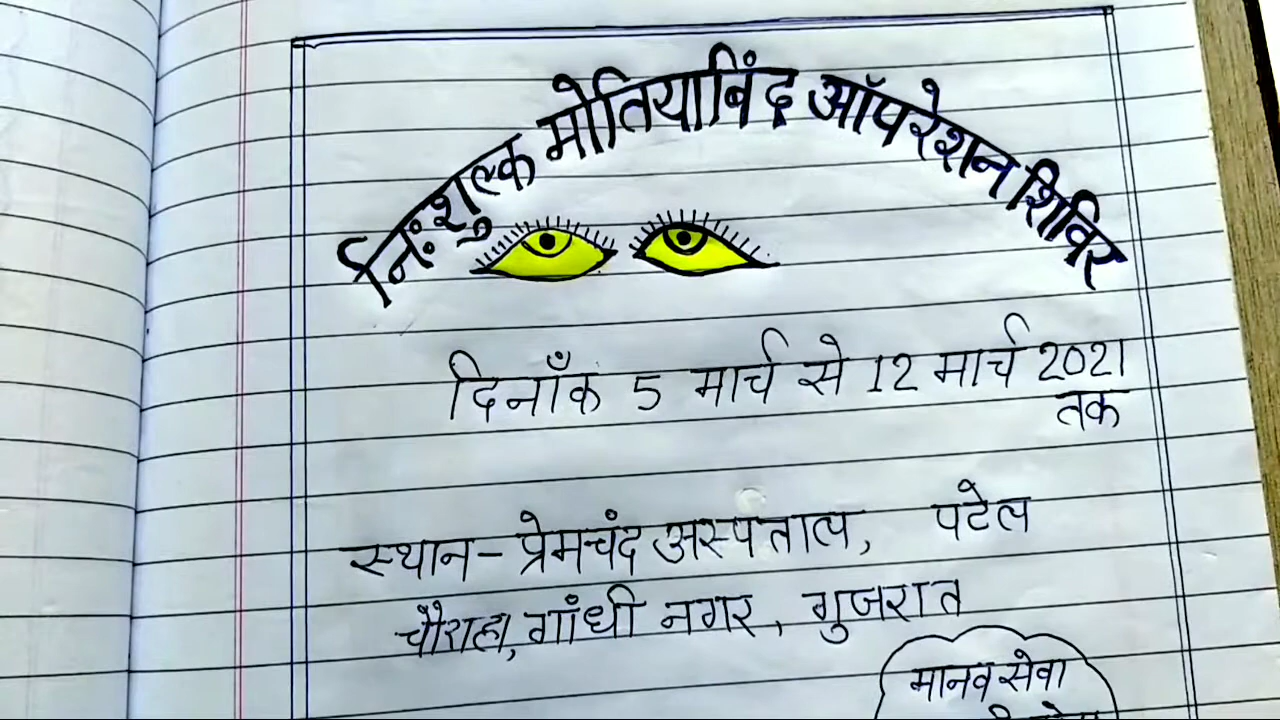 निःशुल्क मोतियाबिंद ऑपरेशन शिविर
दिनाँक 5 मार्च से 12 मार्च 2021
तक
स्थान- प्रेमचंद अस्पताल, पटेल
चौराहा, गांधी नगर, गुजरात
मानव सेवा